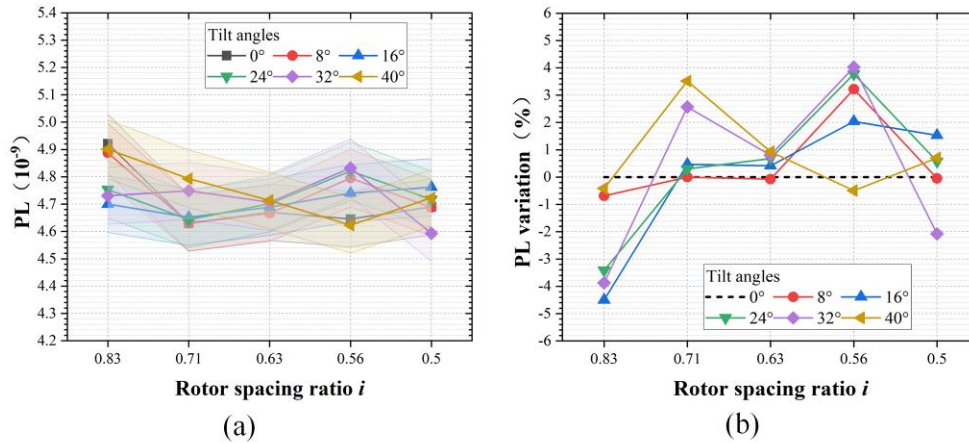 (a)
5.4
5.3
5.2
5.1
5.0
4.9
4.8
4.7
4.6
4.5
4.4
4.3
4.2
PL（10⁻⁹）
Tilt angles
0° 8° 16°
24° 32° 40°
0.83 0.71 0.63 0.56 0.5
Rotor spacing ratio i
(a)
(b)
6
5
4
3
2
1
0
-1
-2
-3
-4
-5
-6
PL variation（%）
Tilt angles
0° 8° 16°
24° 32° 40°
0.83 0.71 0.63 0.56 0.5
Rotor spacing ratio i
(b)